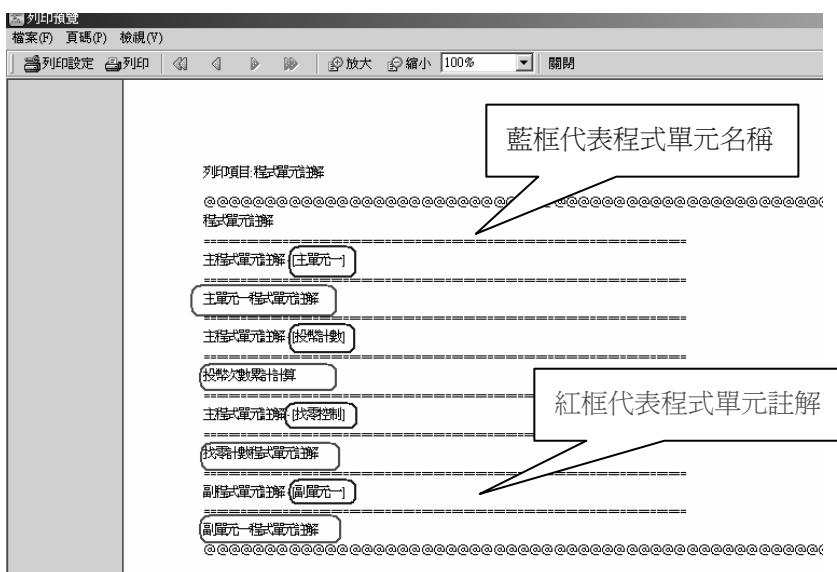 列印預覽
檔案(F) 頁碼(P) 檢視(V)
列印設定 列印 放大 縮小 100% 關閉
藍框代表程式單元名稱
列印項目:程式單元註解
@@@@@@@@@@@@@@@@@@@@@@@@@@@@@@@@@@@@@@@@@@@@@@@@@@@
程式單元註解
==========================================================
主程式單元註解-[主單元一]
==========================================================
主單元一程式單元註解
==========================================================
主程式單元註解-[投幣計數]
==========================================================
投幣次數累計計算
==========================================================
紅框代表程式單元註解
主程式單元註解-[找零控制]
==========================================================
找零計數程式單元註解
==========================================================
副程式單元註解-[副單元一]
==========================================================
副單元一程式單元註解
@@@@@@@@@@@@@@@@@@@@@@@@@@@@@@@@@@@@@@@@@@@@@@@@@@@